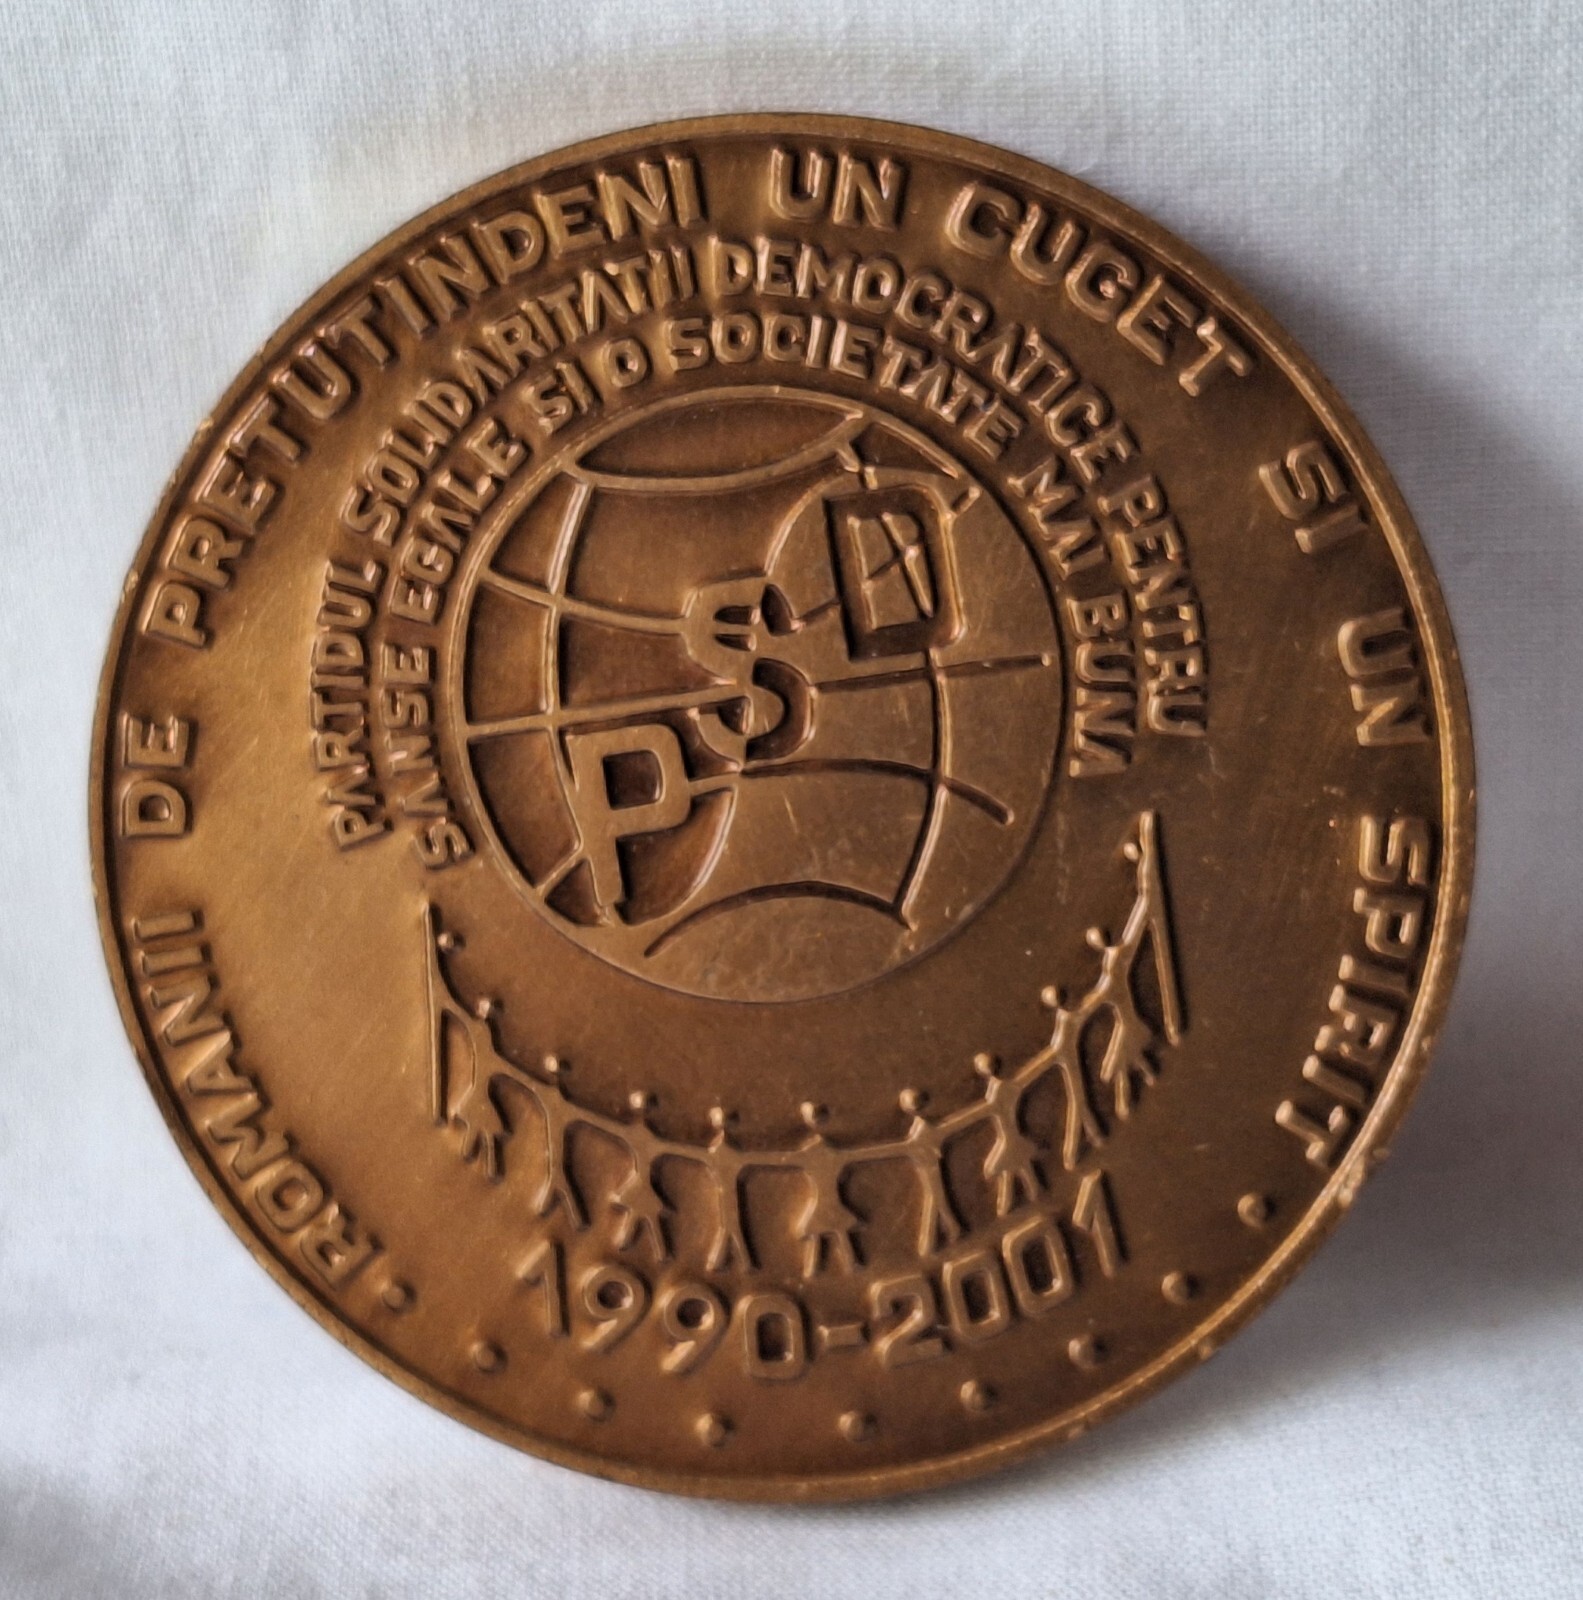 ROMANII DE PRETUTINDENI UN CUGET SI UN SPIRIT
PARTIDUL SOLIDARITATII DEMOCRATICE PENTRU
SANSE EGALE SI O SOCIETATE MAI BUNA
PSD
1990-2001